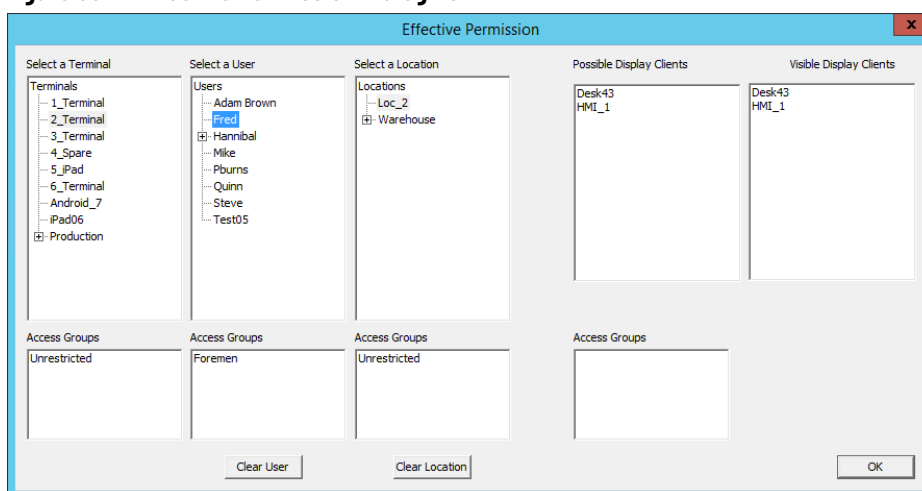 Effective Permission
x
Select a Terminal
Terminals
1_Terminal
2_Terminal
3_Terminal
4_Spare
5_iPad
6_Terminal
Android_7
iPad06
Production
Select a User
Users
Adam Brown
Fred
Hannibal
Mike
Pburns
Quinn
Steve
Test05
Select a Location
Locations
Loc_2
Warehouse
Possible Display Clients
Desk43
HMI_1
Visible Display Clients
Desk43
HMI_1
Access Groups
Unrestricted
Access Groups
Foremen
Access Groups
Unrestricted
Access Groups
Clear User
Clear Location
OK